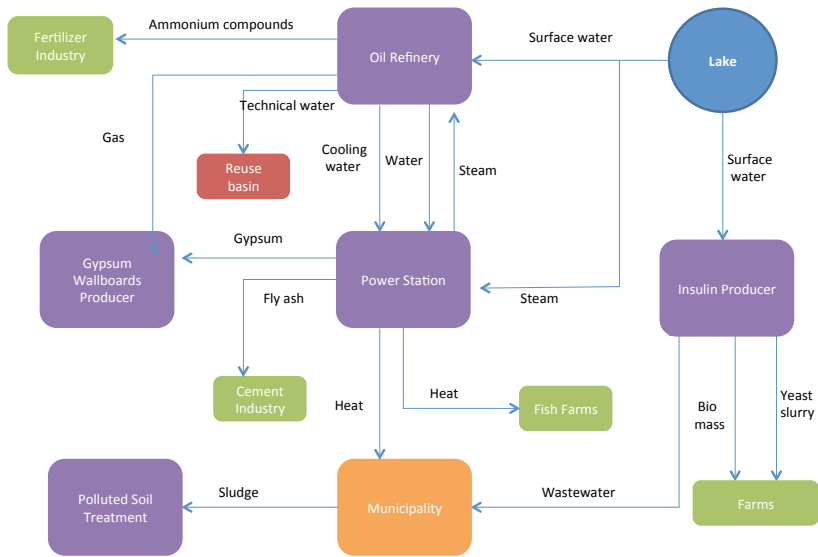 Ammonium compounds
Fertilizer
Industry
Oil Refinery
Surface water
Lake
Technical water
Gas
Cooling
water
Water
Steam
Reuse
basin
Surface
water
Gypsum
Gypsum
Wallboards
Producer
Power Station
Steam
Insulin Producer
Fly ash
Cement
Industry
Heat
Heat
Fish Farms
Bio
mass
Yeast
slurry
Polluted Soil
Treatment
Sludge
Municipality
Wastewater
Farms